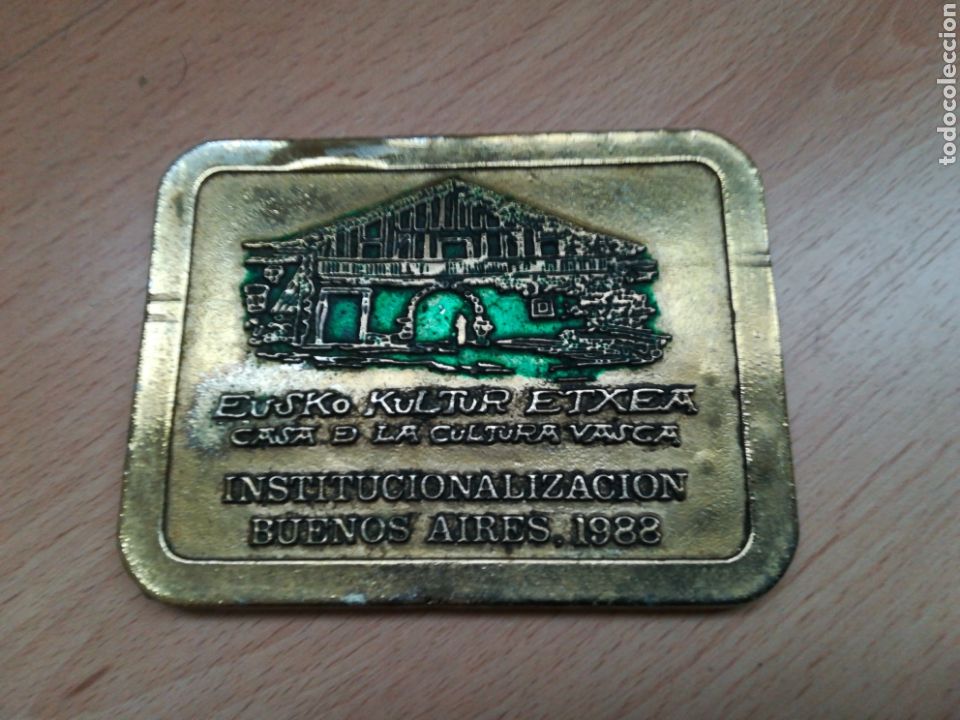 EUSKO KULTUR ETXEA
CASA D LA CULTURA VASCA
INSTITUCIONALIZACION
BUENOS AIRES. 1988
todocoleccion